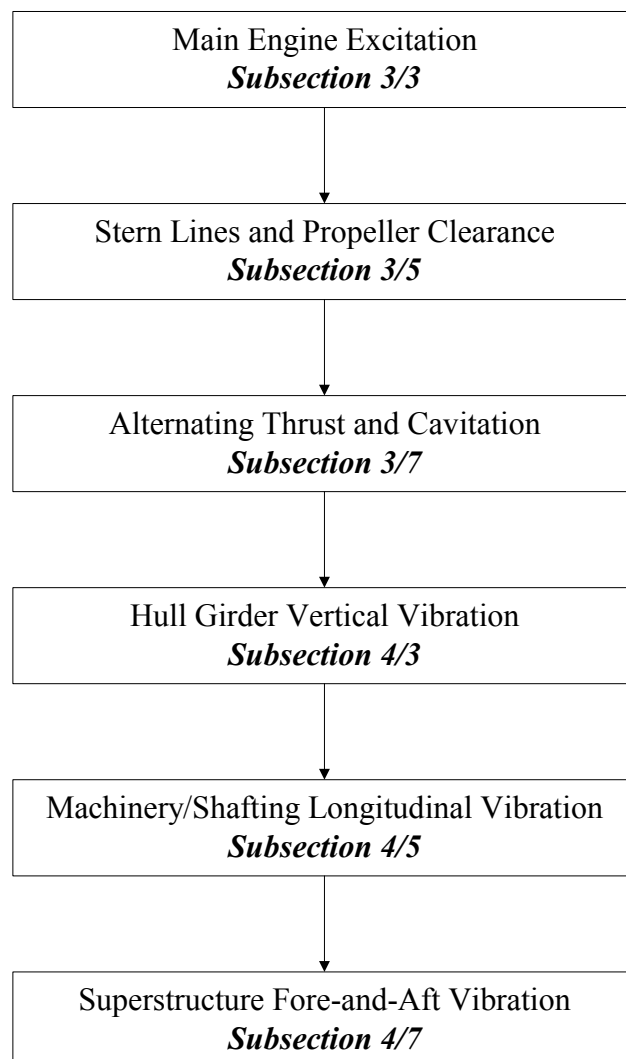 Main Engine Excitation
Subsection 3/3
Stern Lines and Propeller Clearance
Subsection 3/5
Alternating Thrust and Cavitation
Subsection 3/7
Hull Girder Vertical Vibration
Subsection 4/3
Machinery/Shafting Longitudinal Vibration
Subsection 4/5
Superstructure Fore-and-Aft Vibration
Subsection 4/7